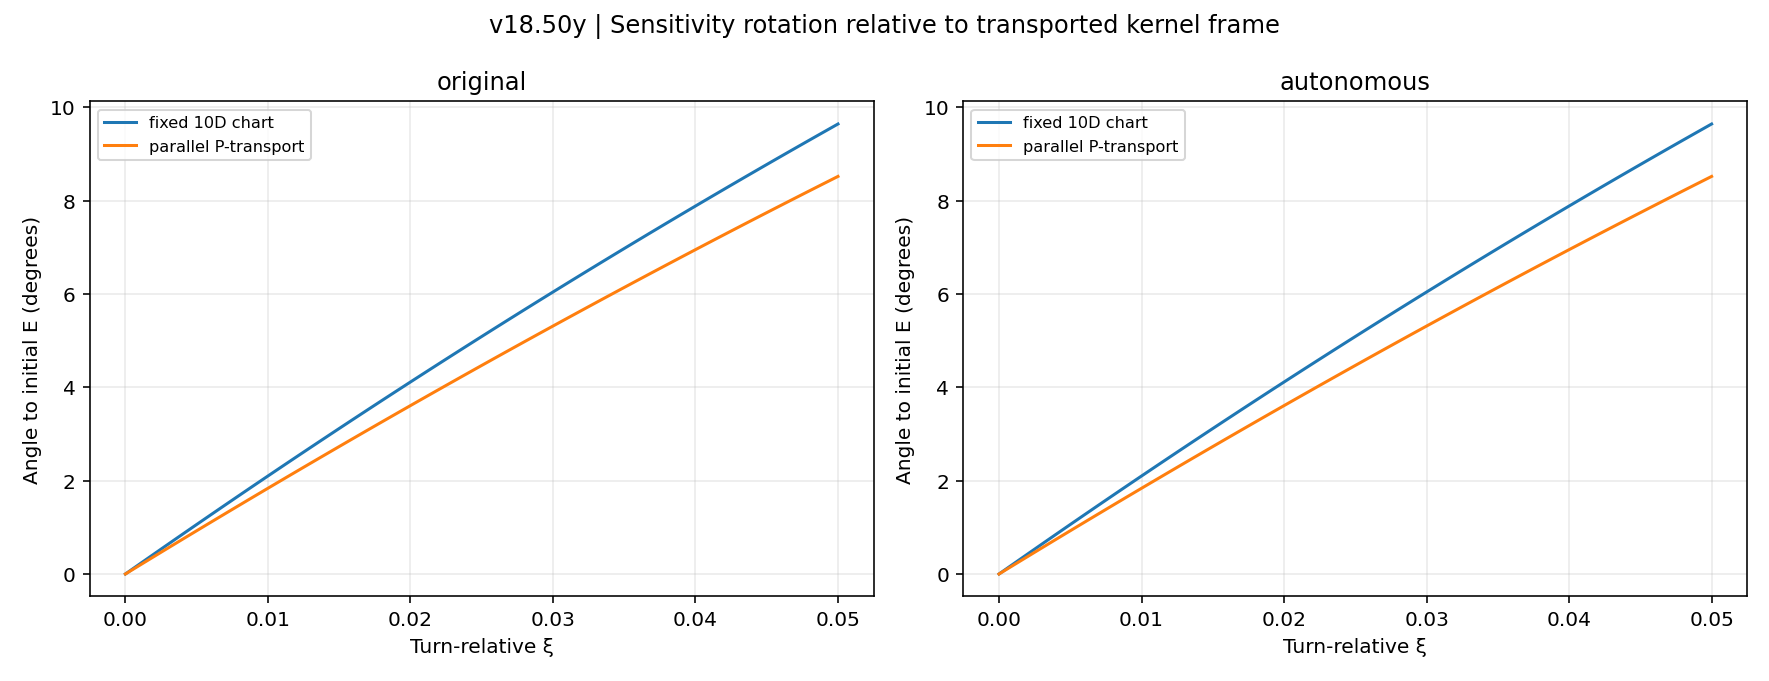 v18.50y | Sensitivity rotation relative to transported kernel frame
original
fixed 10D chart
parallel P-transport
Angle to initial E (degrees)
10
8
6
4
2
0
0.00 0.01 0.02 0.03 0.04 0.05
Turn-relative ξ
autonomous
fixed 10D chart
parallel P-transport
Angle to initial E (degrees)
10
8
6
4
2
0
0.00 0.01 0.02 0.03 0.04 0.05
Turn-relative ξ